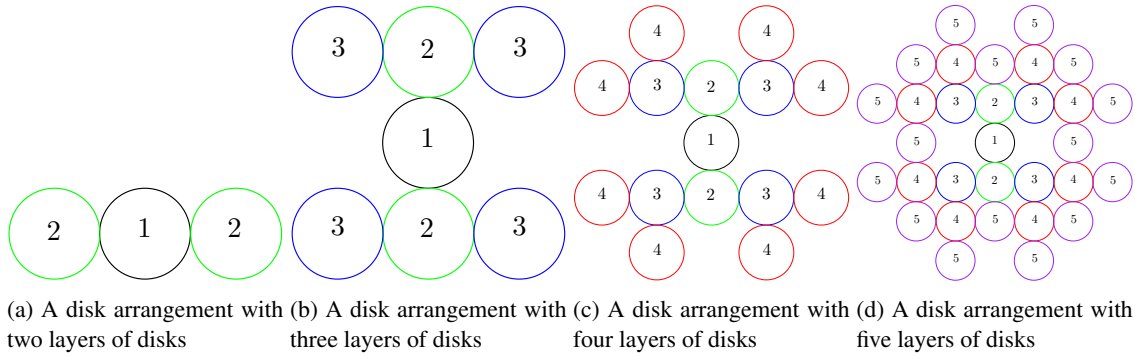 2 1 2
(a) A disk arrangement with
two layers of disks
3 2 3
1
3 2 3
(b) A disk arrangement with
three layers of disks
4 4
4 3 2 3 4
1
4 3 2 3 4
4 4
(c) A disk arrangement with
four layers of disks
5 5
5 4 5 4 5
5 4 3 2 3 4 5
5 1 5
5 4 3 2 3 4 5
5 4 5 4 5
5 5
(d) A disk arrangement with
five layers of disks